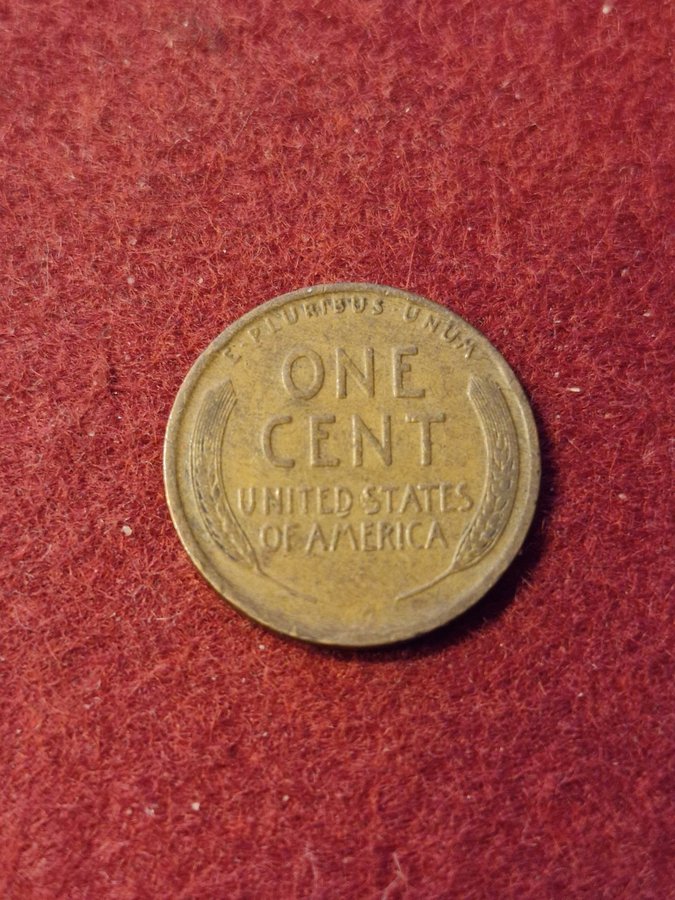 E · PLURIBUS · UNUM
ONE
CENT
UNITED STATES
OF AMERICA